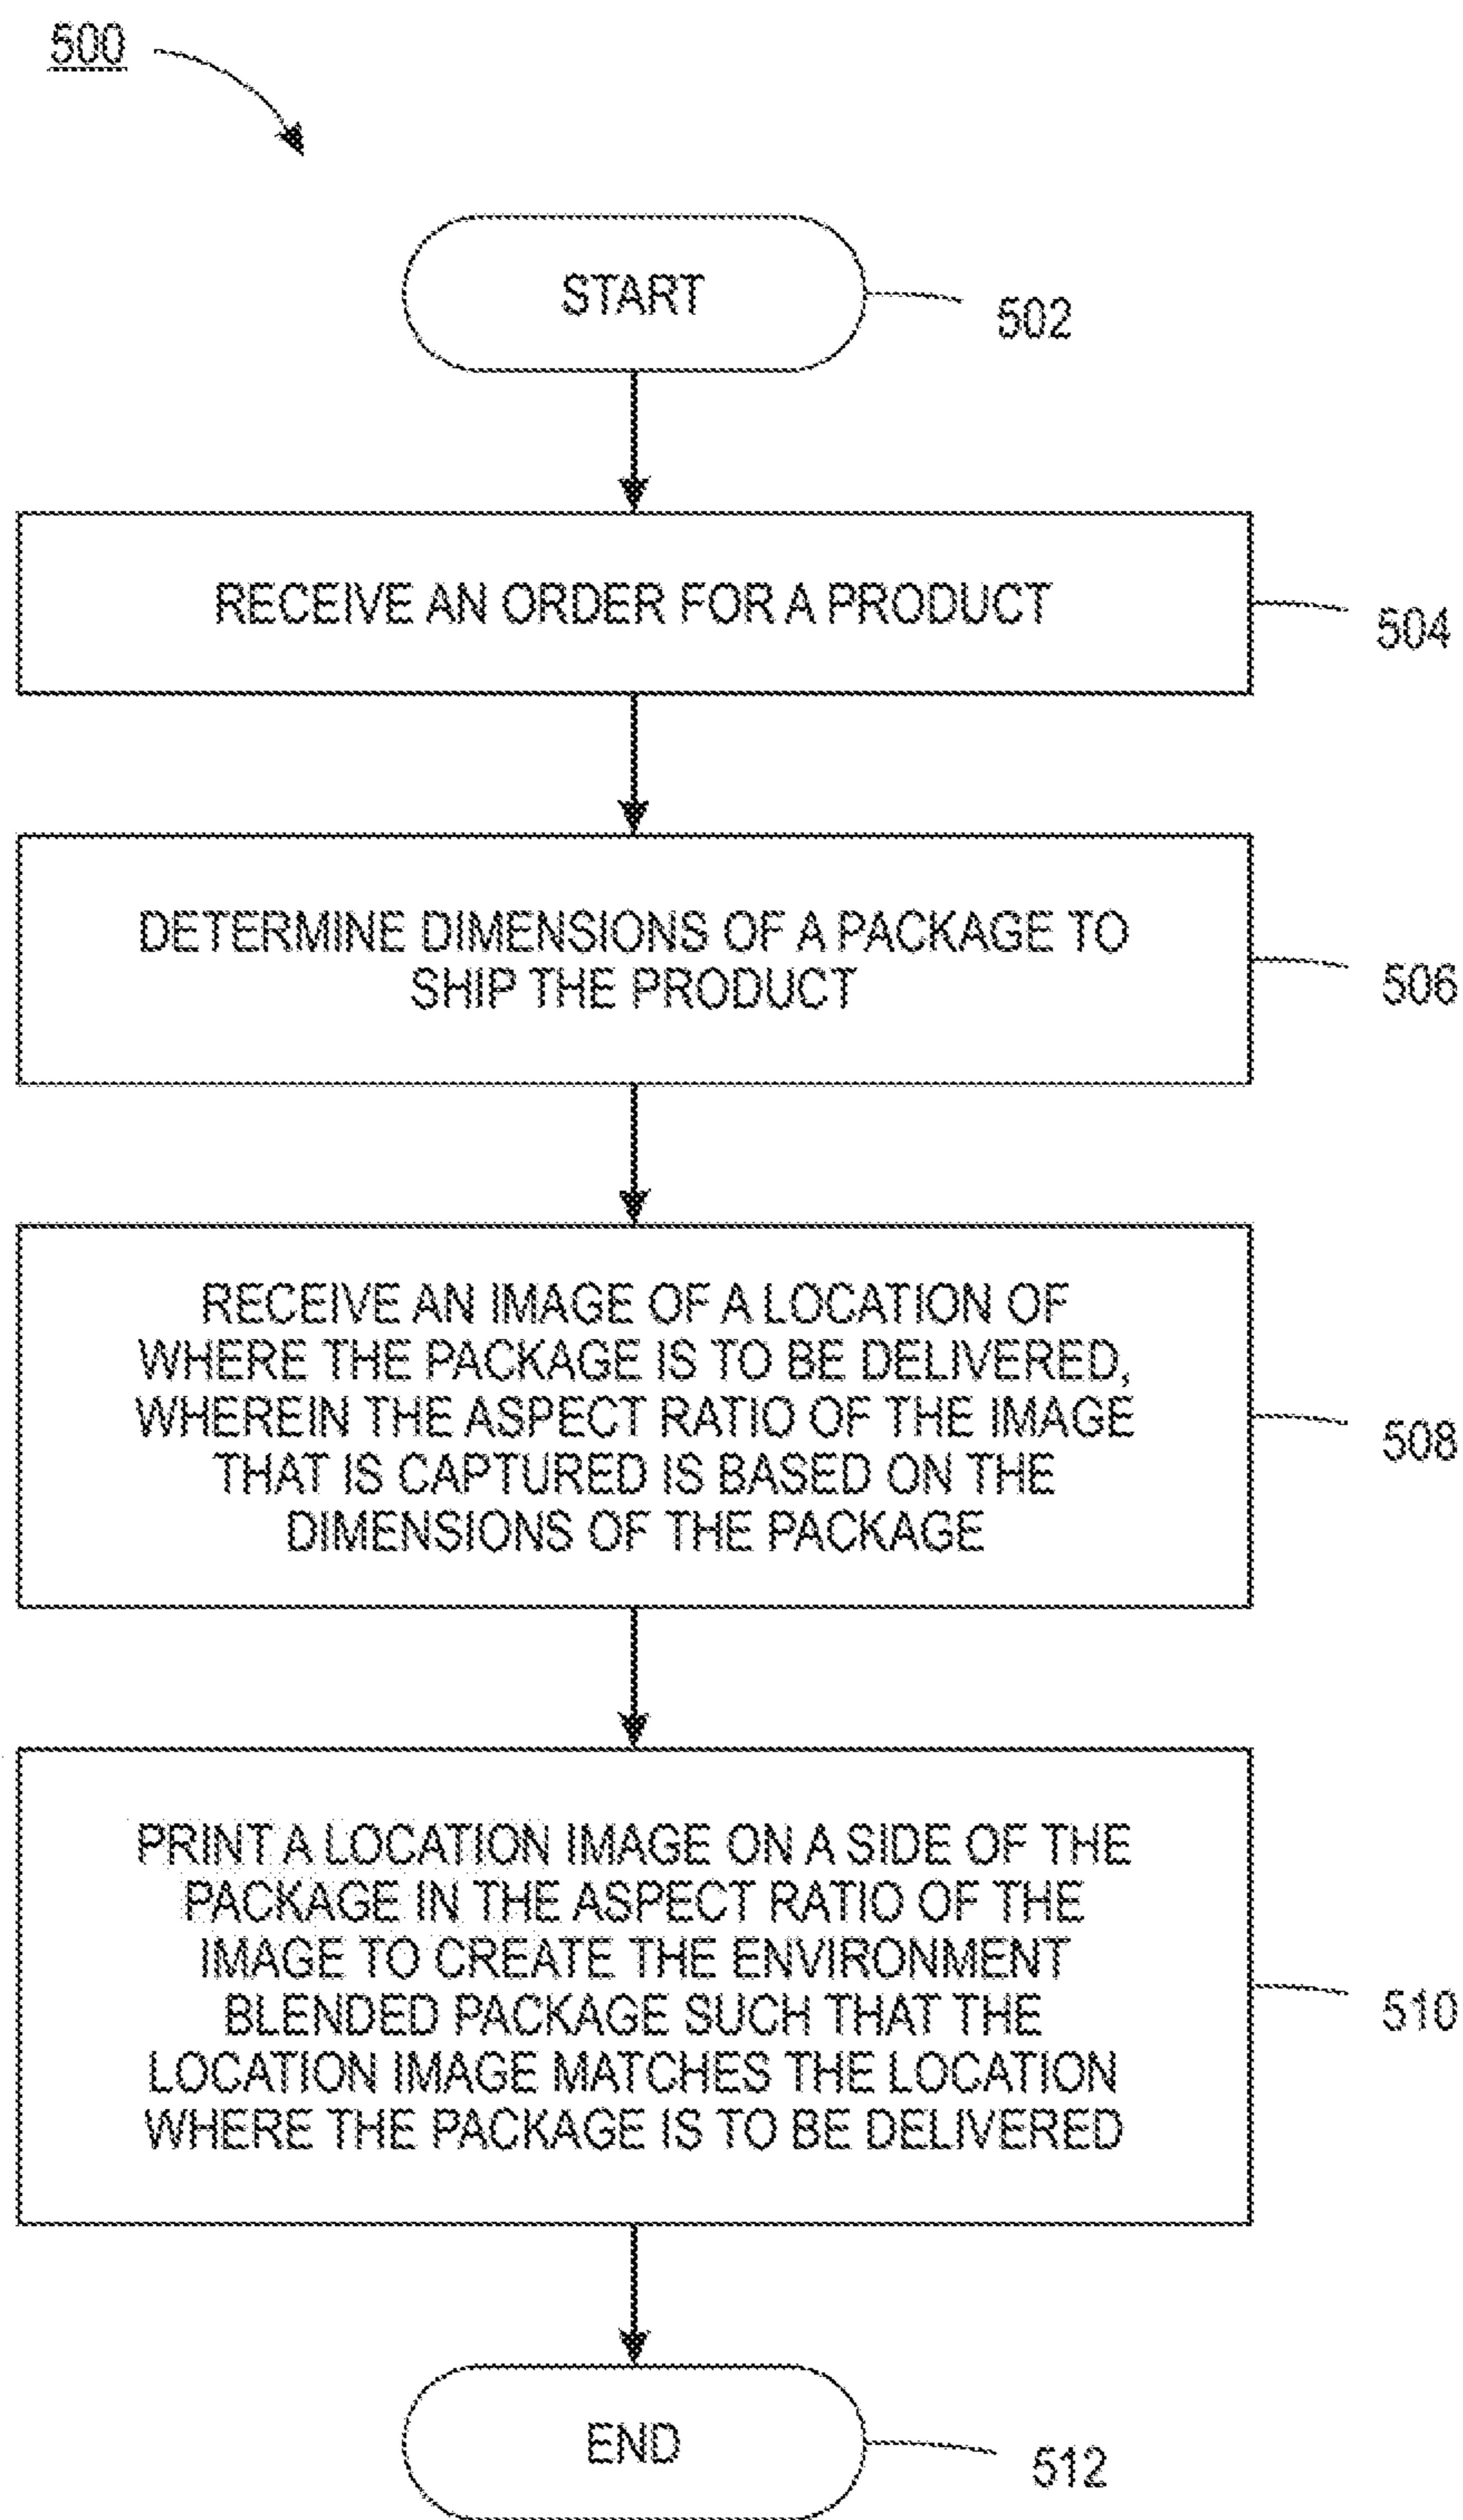 500
START
502
RECEIVE AN ORDER FOR A PRODUCT
504
DETERMINE DIMENSIONS OF A PACKAGE TO
SHIP THE PRODUCT
506
RECEIVE AN IMAGE OF A LOCATION OF
WHERE THE PACKAGE IS TO BE DELIVERED,
WHEREIN THE ASPECT RATIO OF THE IMAGE
THAT IS CAPTURED IS BASED ON THE
DIMENSIONS OF THE PACKAGE
508
PRINT A LOCATION IMAGE ON A SIDE OF THE
PACKAGE IN THE ASPECT RATIO OF THE
IMAGE TO CREATE THE ENVIRONMENT
BLENDED PACKAGE SUCH THAT THE
LOCATION IMAGE MATCHES THE LOCATION
WHERE THE PACKAGE IS TO BE DELIVERED
510
END
512